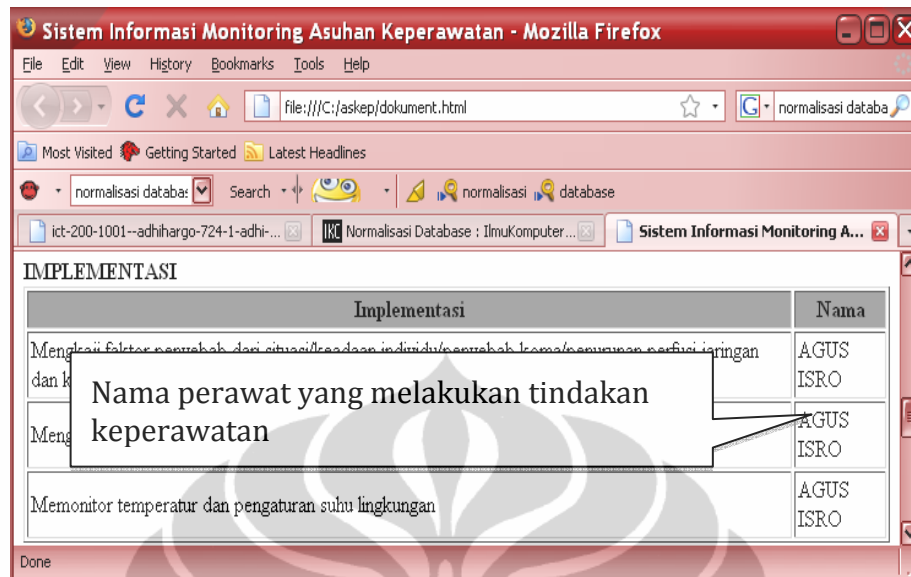 Sistem Informasi Monitoring Asuhan Keperawatan - Mozilla Firefox
File Edit View History Bookmarks Tools Help
file:///C:/askep/dokument.html G normalisasi databa
Most Visited Getting Started Latest Headlines
normalisasi databa Search normalisasi database
ict-200-1001--adhihargo-724-1-adhi-... IKC Normalisasi Database : IlmuKomputer... Sistem Informasi Monitoring A...
IMPLEMENTASI
Implementasi Nama
Mengkaji faktor penyebab dari situasi/keadaan individu/penyebab koma/penurunan perfusi jaringan AGUS
dan k ISRO
Nama perawat yang melakukan tindakan
keperawatan
Meng AGUS
ISRO
Memonitor temperatur dan pengaturan suhu lingkungan AGUS
ISRO
Done